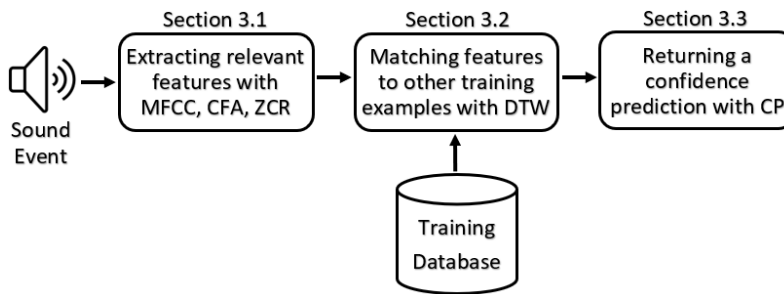 Section 3.1
Section 3.2
Section 3.3
Sound
Event
Extracting relevant
features with
MFCC, CFA, ZCR
Matching features
to other training
examples with DTW
Returning a
confidence
prediction with CP
Training
Database